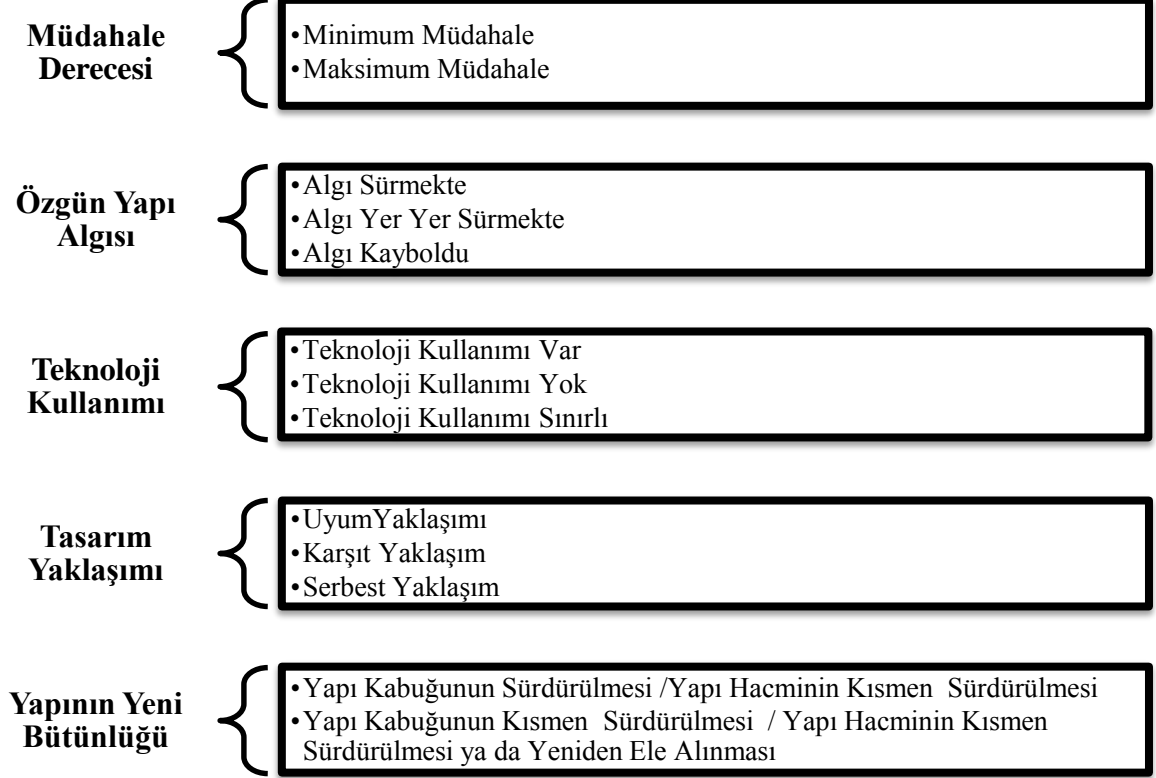 Müdahale
Derecesi
•Minimum Müdahale
•Maksimum Müdahale
Özgün Yapı
Algısı
•Algı Sürmekte
•Algı Yer Yer Sürmekte
•Algı Kayboldu
Teknoloji
Kullanımı
•Teknoloji Kullanımı Var
•Teknoloji Kullanımı Yok
•Teknoloji Kullanımı Sınırlı
Tasarım
Yaklaşımı
•UyumYaklaşımı
•Karşıt Yaklaşım
•Serbest Yaklaşım
Yapının Yeni
Bütünlüğü
•Yapı Kabuğunun Sürdürülmesi /Yapı Hacminin Kısmen Sürdürülmesi
•Yapı Kabuğunun Kısmen Sürdürülmesi / Yapı Hacminin Kısmen
Sürdürülmesi ya da Yeniden Ele Alınması